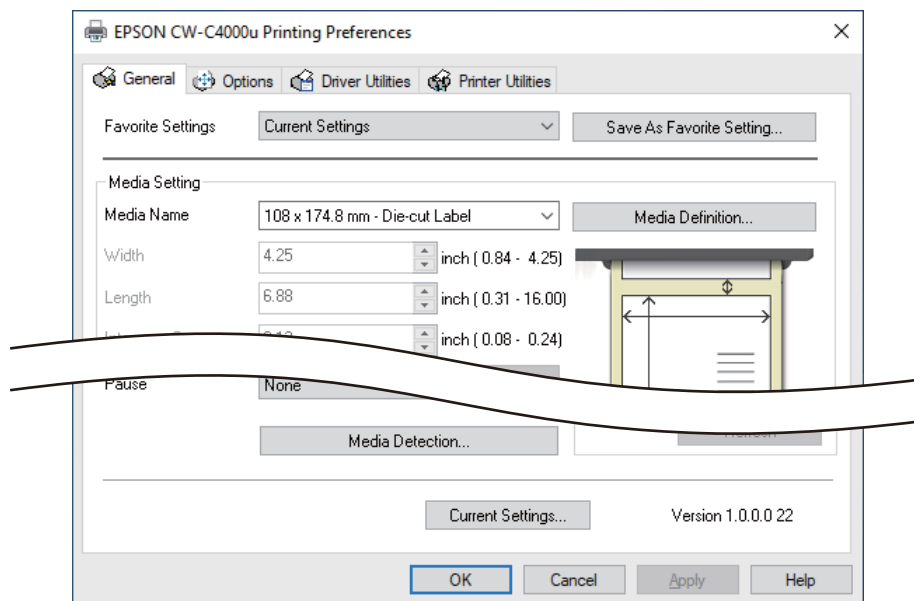 EPSON CW-C4000u Printing Preferences
General Options Driver Utilities Printer Utilities
Favorite Settings Current Settings Save As Favorite Setting...
Media Setting
Media Name 108 x 174.8 mm - Die-cut Label Media Definition...
Width 4.25 inch ( 0.84 - 4.25)
Length 6.88 inch ( 0.31 - 16.00)
inch ( 0.08 - 0.24)
Pause None
Media Detection...
Current Settings... Version 1.0.0.0 22
OK Cancel Apply Help